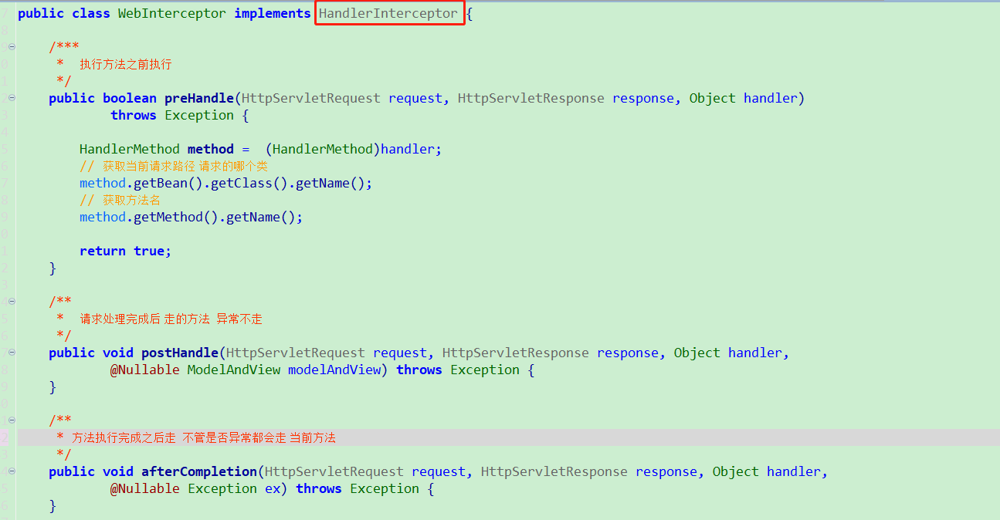 public class WebInterceptor implements HandlerInterceptor {
/***
* 执行方法之前执行
*/
public boolean preHandle(HttpServletRequest request, HttpServletResponse response, Object handler)
throws Exception {
HandlerMethod method = (HandlerMethod)handler;
// 获取当前请求路径 请求的哪个类
method.getBean().getClass().getName();
// 获取方法名
method.getMethod().getName();
return true;
}
/**
* 请求处理完成后 走的方法 异常不走
*/
public void postHandle(HttpServletRequest request, HttpServletResponse response, Object handler,
@Nullable ModelAndView modelAndView) throws Exception {
}
/**
* 方法执行完成之后走 不管是否异常都会走 当前方法
*/
public void afterCompletion(HttpServletRequest request, HttpServletResponse response, Object handler,
@Nullable Exception ex) throws Exception {
}